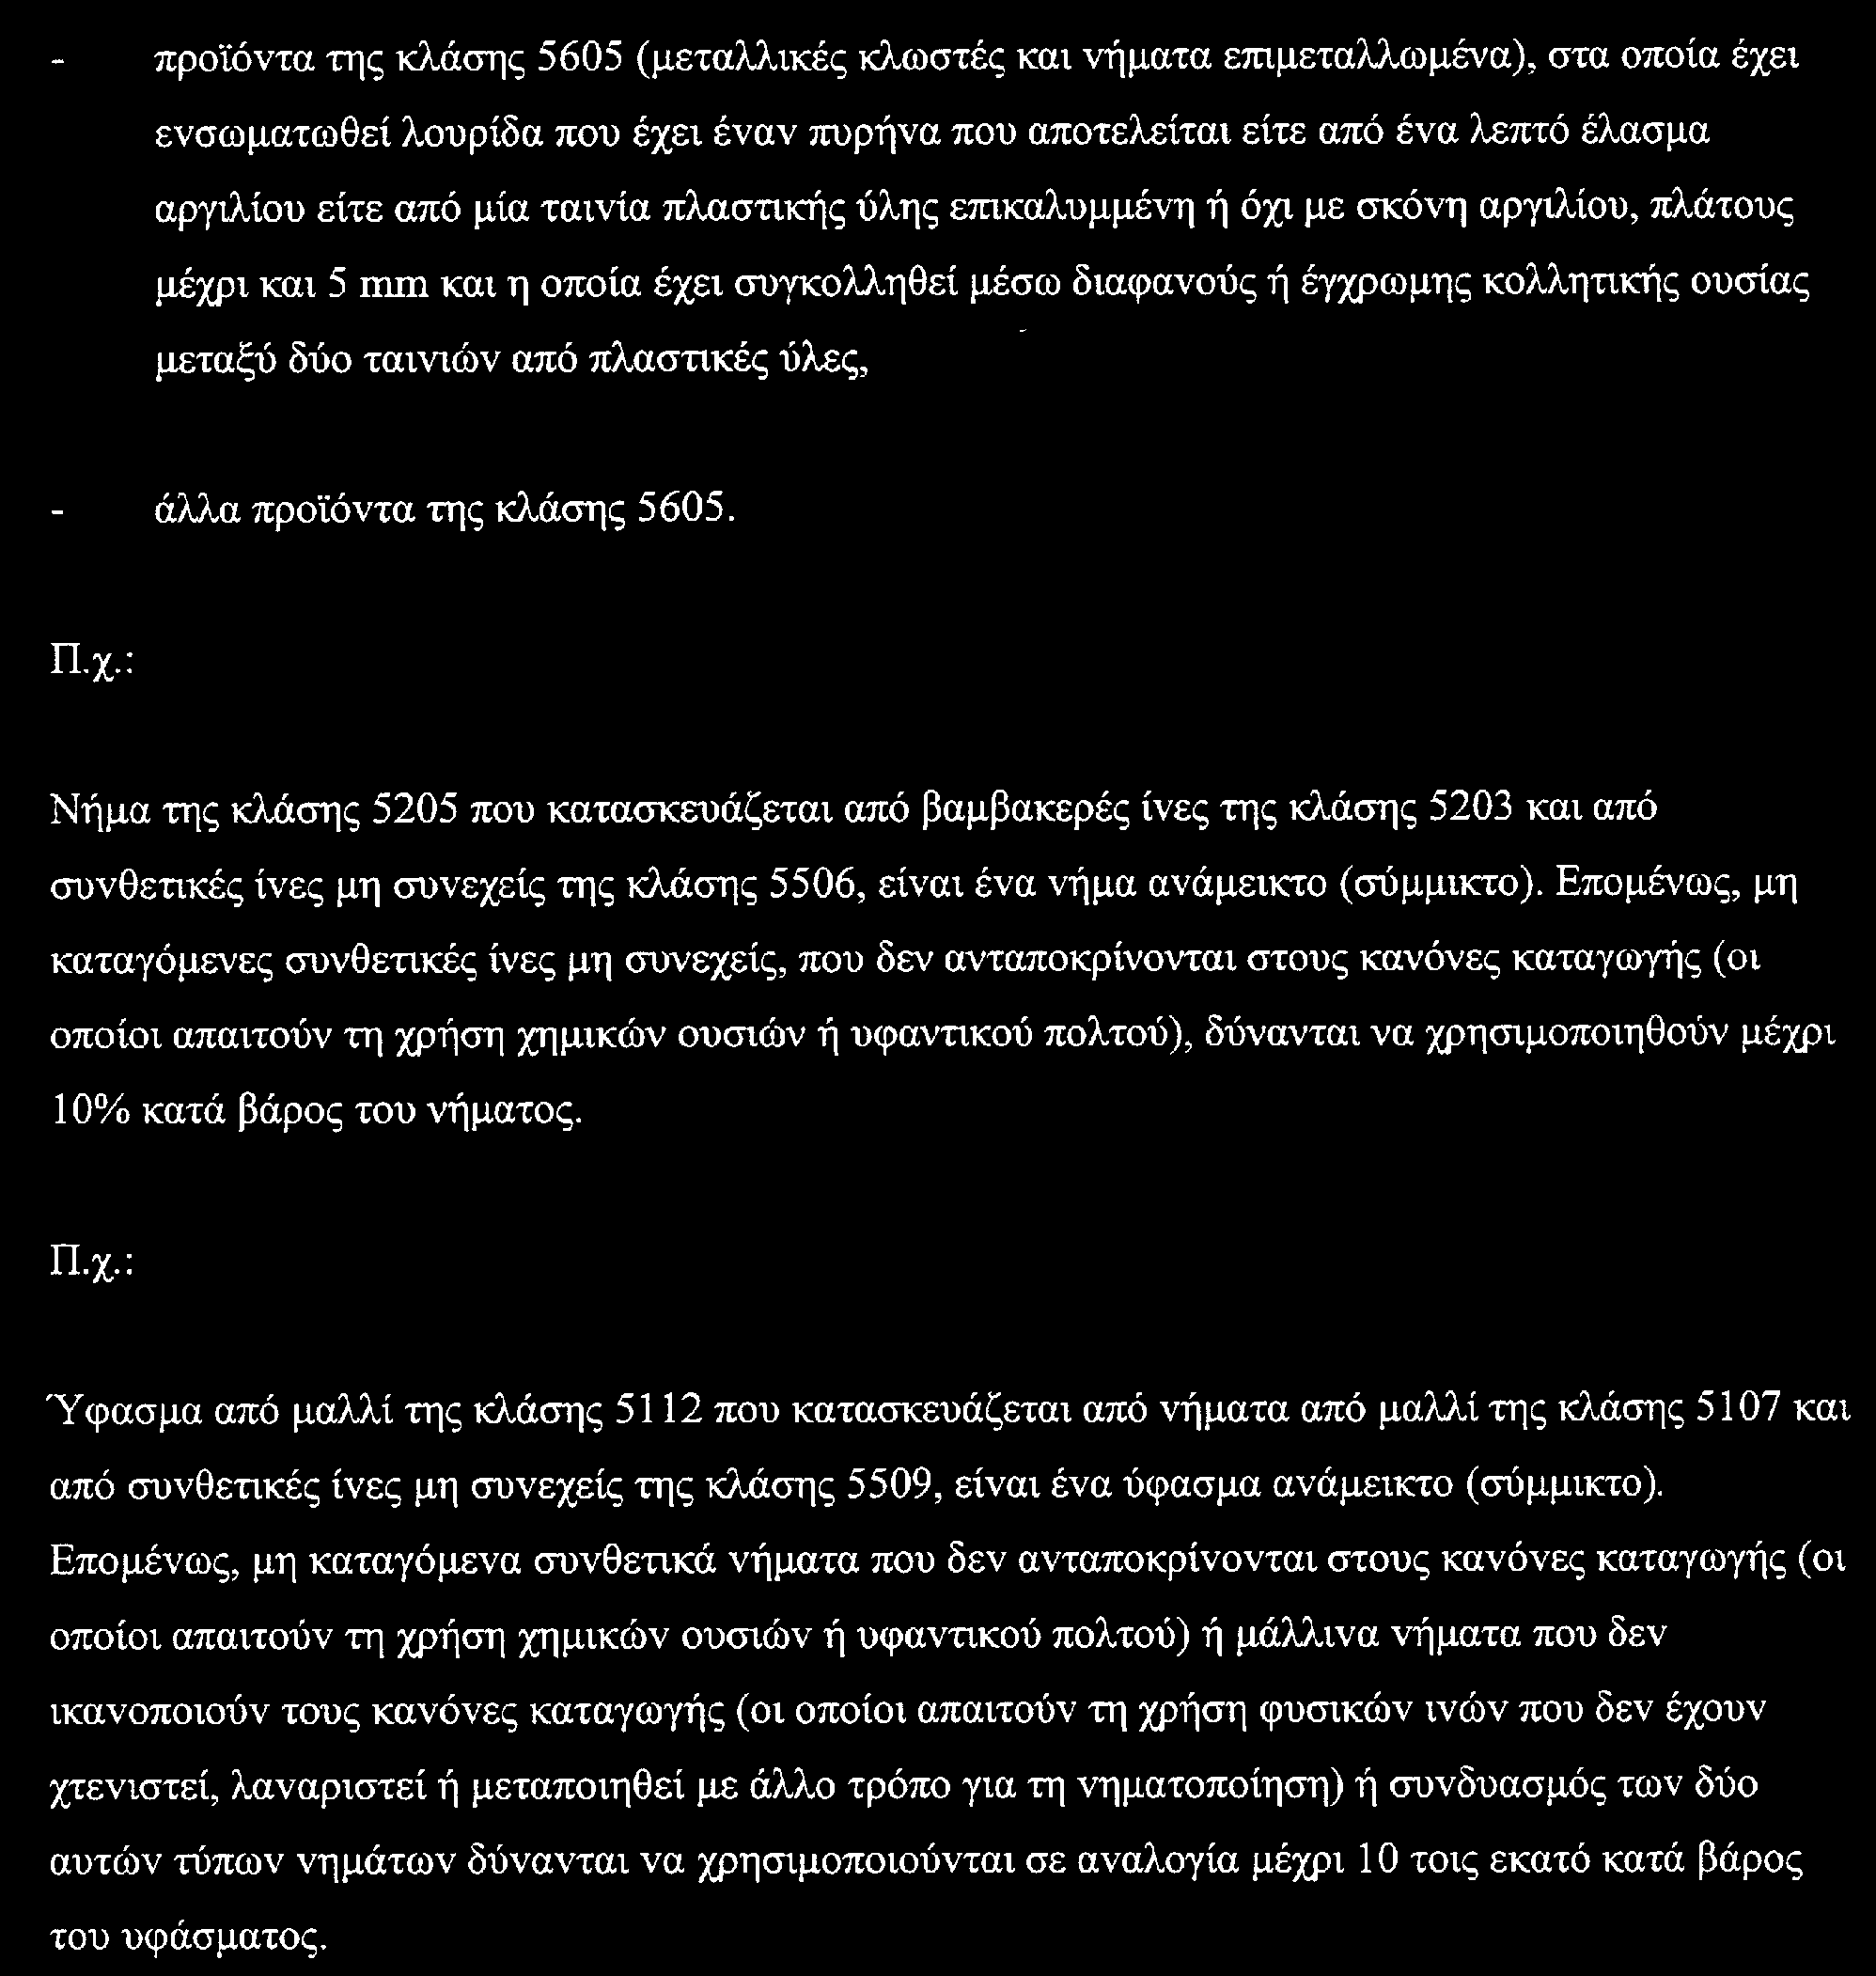 - προϊόντα της κλάσης 5605 (μεταλλικές κλωστές και νήματα επιμεταλλωμένα), στα οποία έχει
ενσωματωθεί λουρίδα που έχει έναν πυρήνα που αποτελείται είτε από ένα λεπτό έλασμα
αργιλίου είτε από μία ταινία πλαστικής ύλης επικαλυμμένη ή όχι με σκόνη αργιλίου, πλάτους
μέχρι και 5 mm και η οποία έχει συγκολληθεί μέσω διαφανούς ή έγχρωμης κολλητικής ουσίας
μεταξύ δύο ταινιών από πλαστικές ύλες,
- άλλα προϊόντα της κλάσης 5605.
Π.χ.:
Νήμα της κλάσης 5205 που κατασκευάζεται από βαμβακερές ίνες της κλάσης 5203 και από
συνθετικές ίνες μη συνεχείς της κλάσης 5506, είναι ένα νήμα ανάμεικτο (σύμμικτο). Επομένως, μη
καταγόμενες συνθετικές ίνες μη συνεχείς, που δεν ανταποκρίνονται στους κανόνες καταγωγής (οι
οποίοι απαιτούν τη χρήση χημικών ουσιών ή υφαντικού πολτού), δύνανται να χρησιμοποιηθούν μέχρι
10% κατά βάρος του νήματος.
Π.χ.:
Ύφασμα από μαλλί της κλάσης 5112 που κατασκευάζεται από νήματα από μαλλί της κλάσης 5107 και
από συνθετικές ίνες μη συνεχείς της κλάσης 5509, είναι ένα ύφασμα ανάμεικτο (σύμμικτο).
Επομένως, μη καταγόμενα συνθετικά νήματα που δεν ανταποκρίνονται στους κανόνες καταγωγής (οι
οποίοι απαιτούν τη χρήση χημικών ουσιών ή υφαντικού πολτού) ή μάλλινα νήματα που δεν
ικανοποιούν τους κανόνες καταγωγής (οι οποίοι απαιτούν τη χρήση φυσικών ινών που δεν έχουν
χτενιστεί, λαναριστεί ή μεταποιηθεί με άλλο τρόπο για τη νηματοποίηση) ή συνδυασμός των δύο
αυτών τύπων νημάτων δύνανται να χρησιμοποιούνται σε αναλογία μέχρι 10 τοις εκατό κατά βάρος
του υφάσματος.